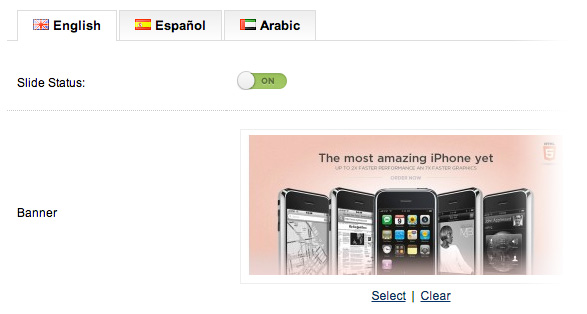 English Español Arabic
Slide Status: ON
The most amazing iPhone yet
UP TO 2X FASTER PERFORMANCE AN 7X FASTER GRAPHICS
ORDER NOW
Banner
Select | Clear